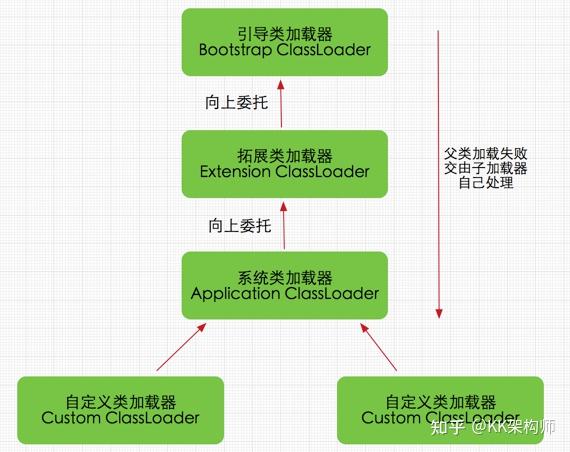 引导类加载器
Bootstrap ClassLoader
向上委托
拓展类加载器
Extension ClassLoader
父类加载失败
交由子加载器
自己处理
向上委托
系统类加载器
Application ClassLoader
自定义类加载器
Custom ClassLoader
自定义类加载器
Custom ClassLoader
知乎 @KK架构师